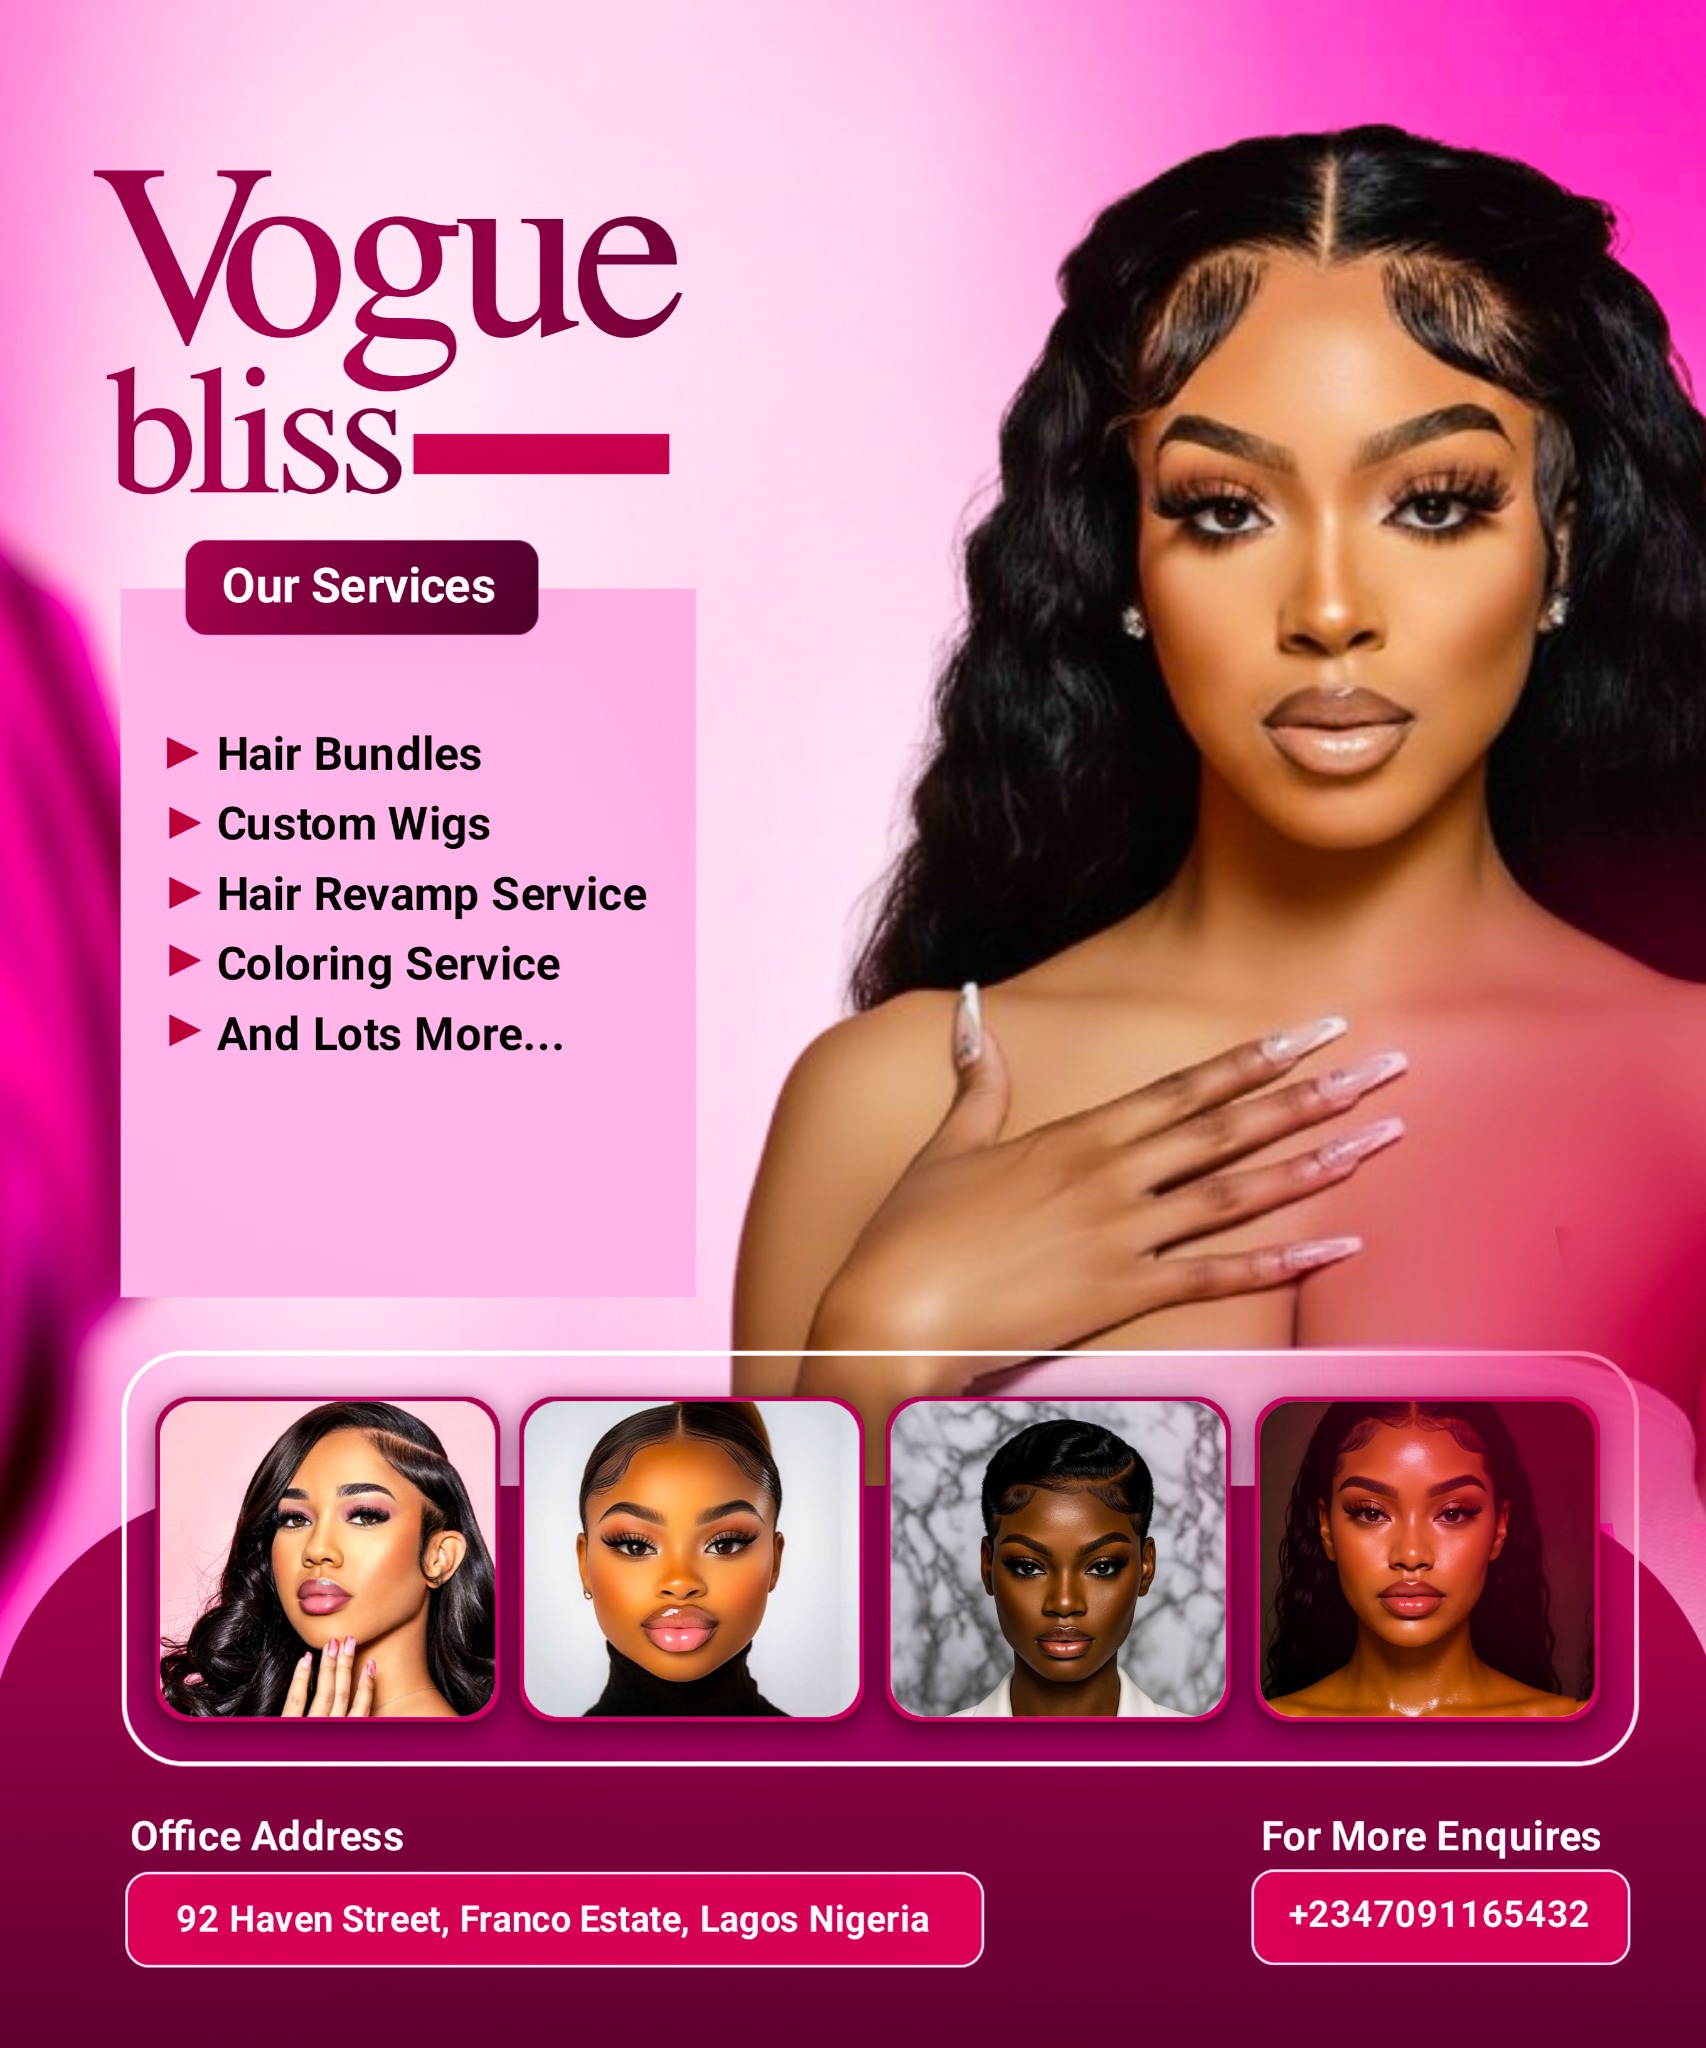 Vogue
bliss
Our Services
Hair Bundles
Custom Wigs
Hair Revamp Service
Coloring Service
And Lots More...
Office Address
For More Enquires
92 Haven Street, Franco Estate, Lagos Nigeria
+2347091165432